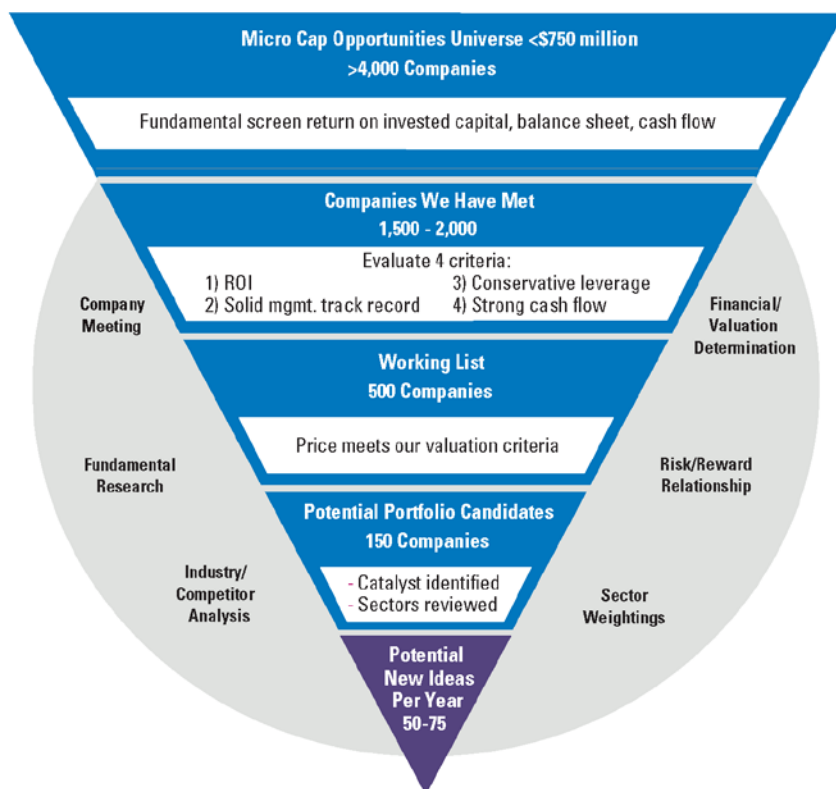 Micro Cap Opportunities Universe <$750 million
>4,000 Companies
Fundamental screen return on invested capital, balance sheet, cash flow
Companies We Have Met
1,500 - 2,000
Evaluate 4 criteria:
1) ROI
2) Solid mgmt. track record
3) Conservative leverage
4) Strong cash flow
Company
Meeting
Financial/
Valuation
Determination
Working List
500 Companies
Price meets our valuation criteria
Fundamental
Research
Risk/Reward
Relationship
Potential Portfolio Candidates
150 Companies
- Catalyst identified
- Sectors reviewed
Industry/
Competitor
Analysis
Sector
Weightings
Potential
New Ideas
Per Year
50-75